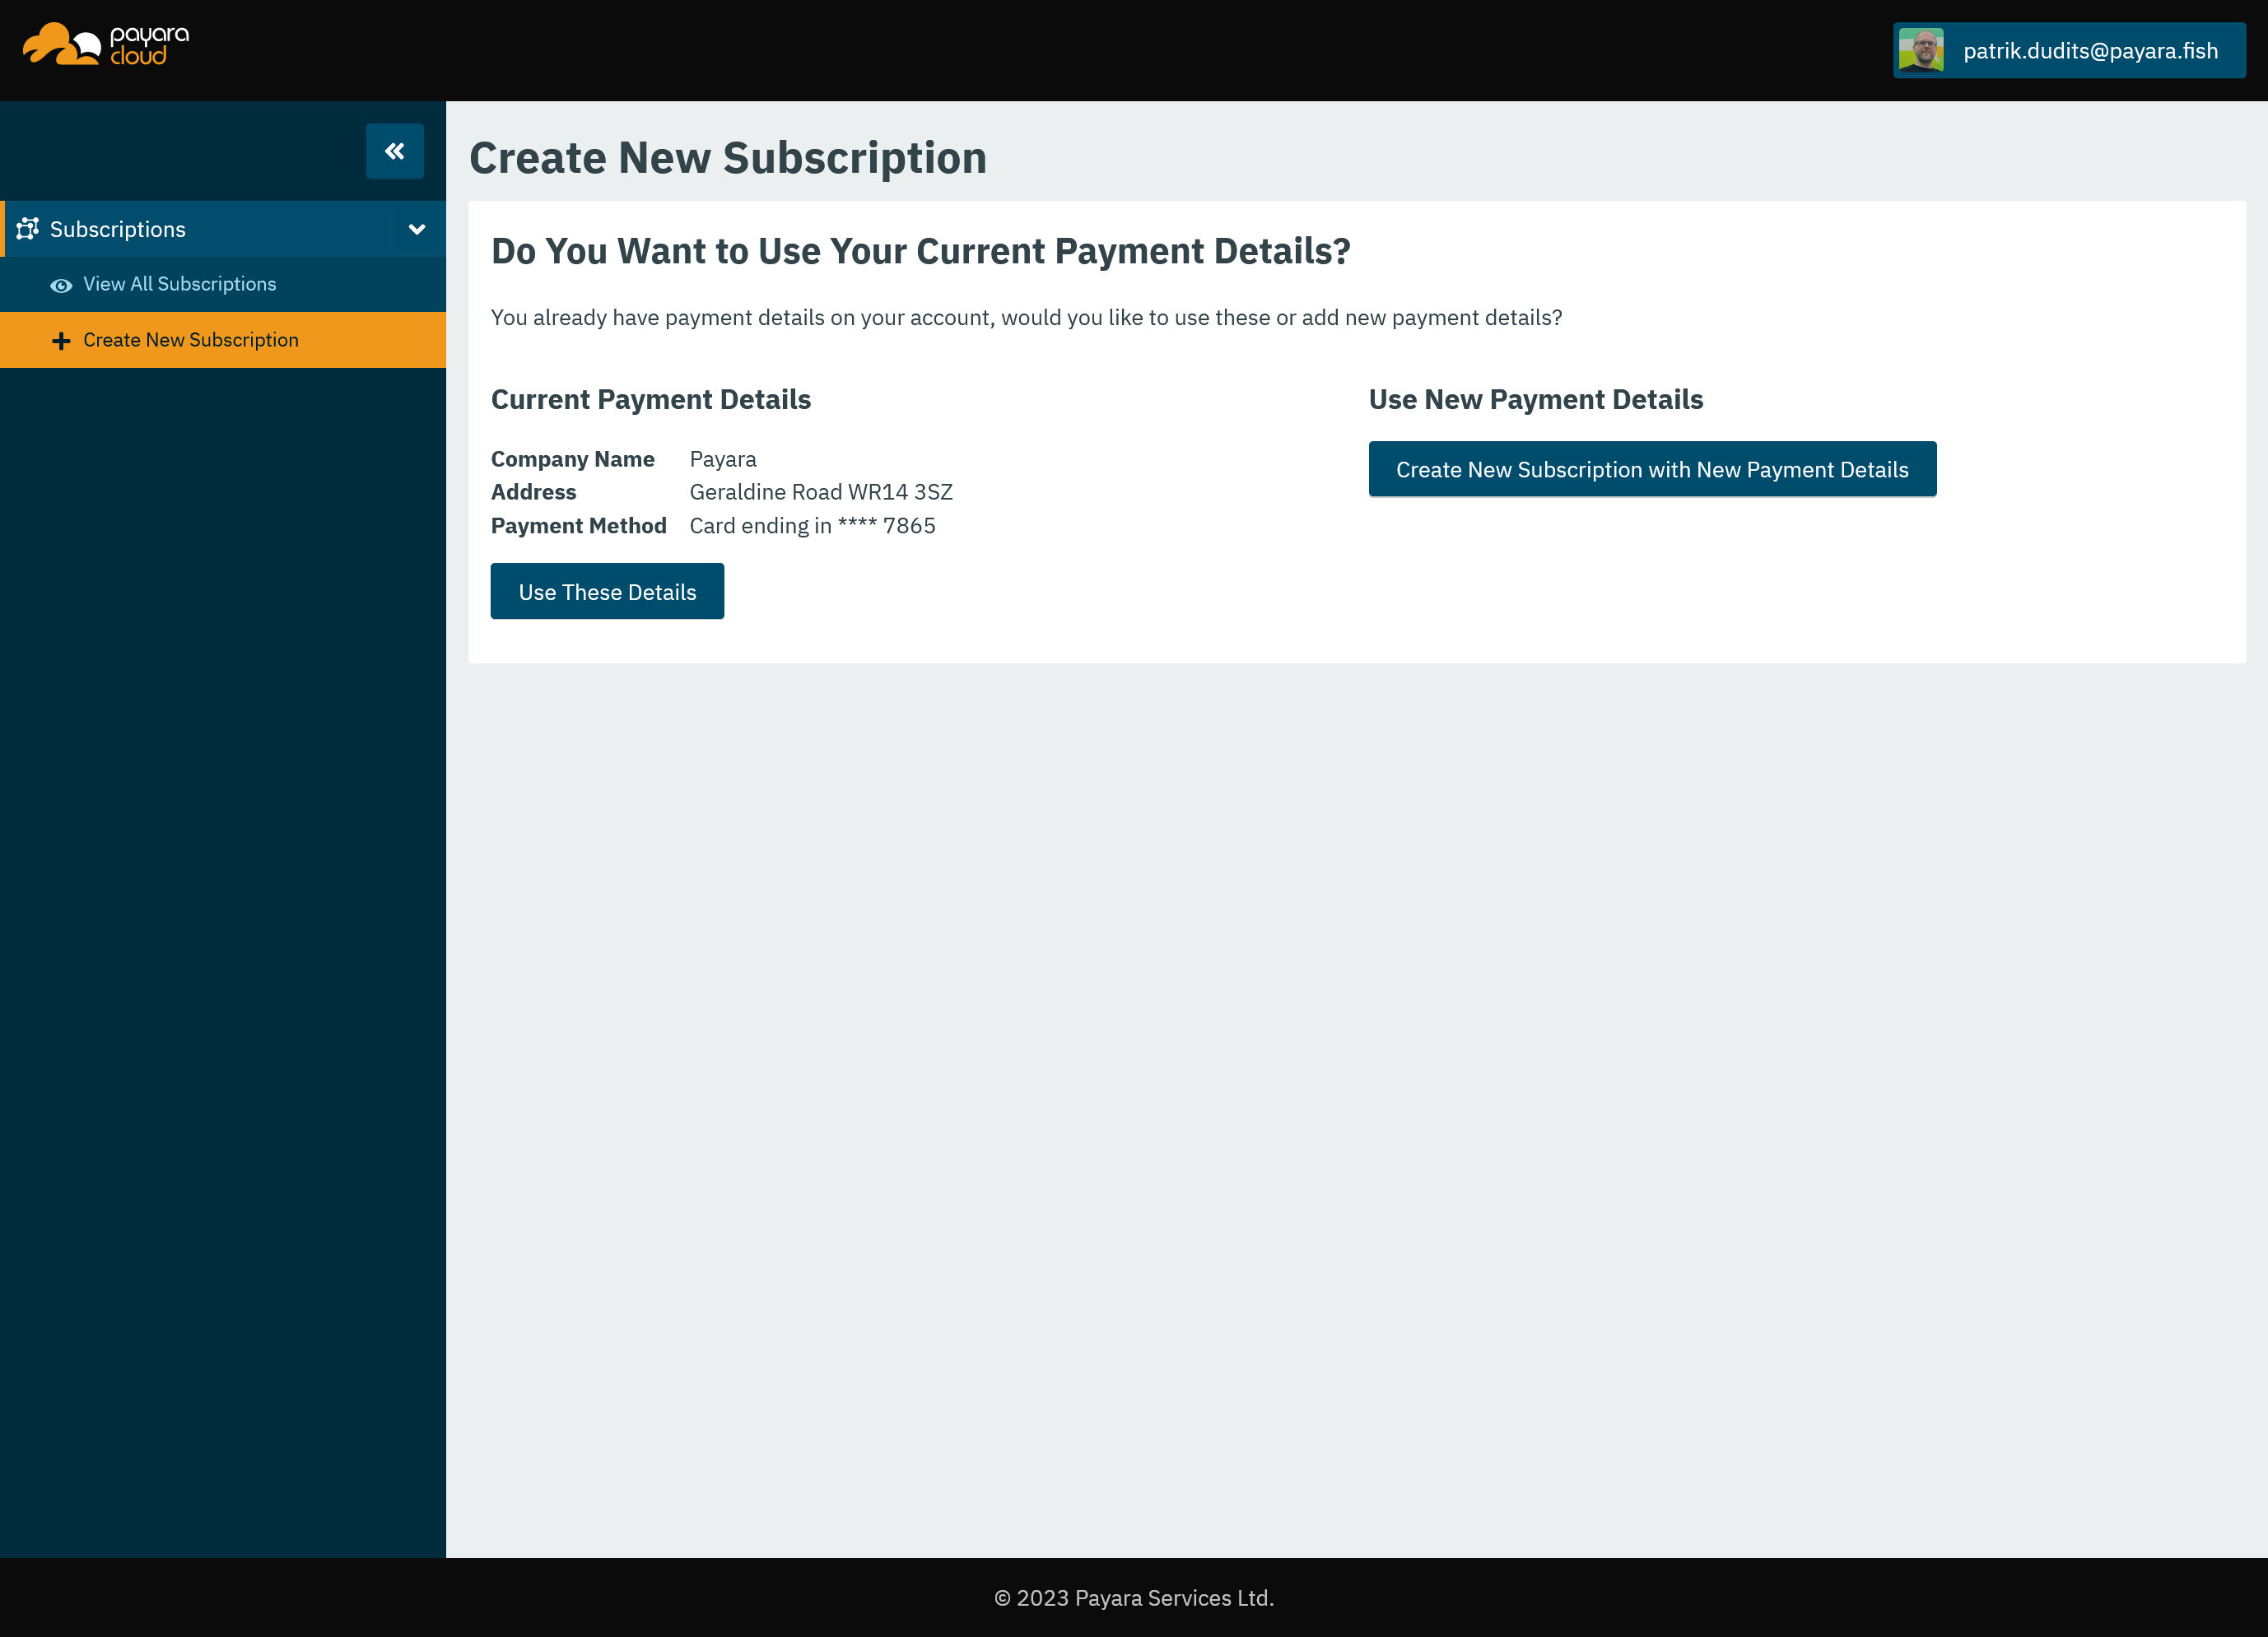 payara
cloud
patrik.dudits@payara.fish
Subscriptions
View All Subscriptions
Create New Subscription
Create New Subscription
Do You Want to Use Your Current Payment Details?
You already have payment details on your account, would you like to use these or add new payment details?
Current Payment Details
Company Name Payara
Address Geraldine Road WR14 3SZ
Payment Method Card ending in **** 7865
Use These Details
Use New Payment Details
Create New Subscription with New Payment Details
© 2023 Payara Services Ltd.